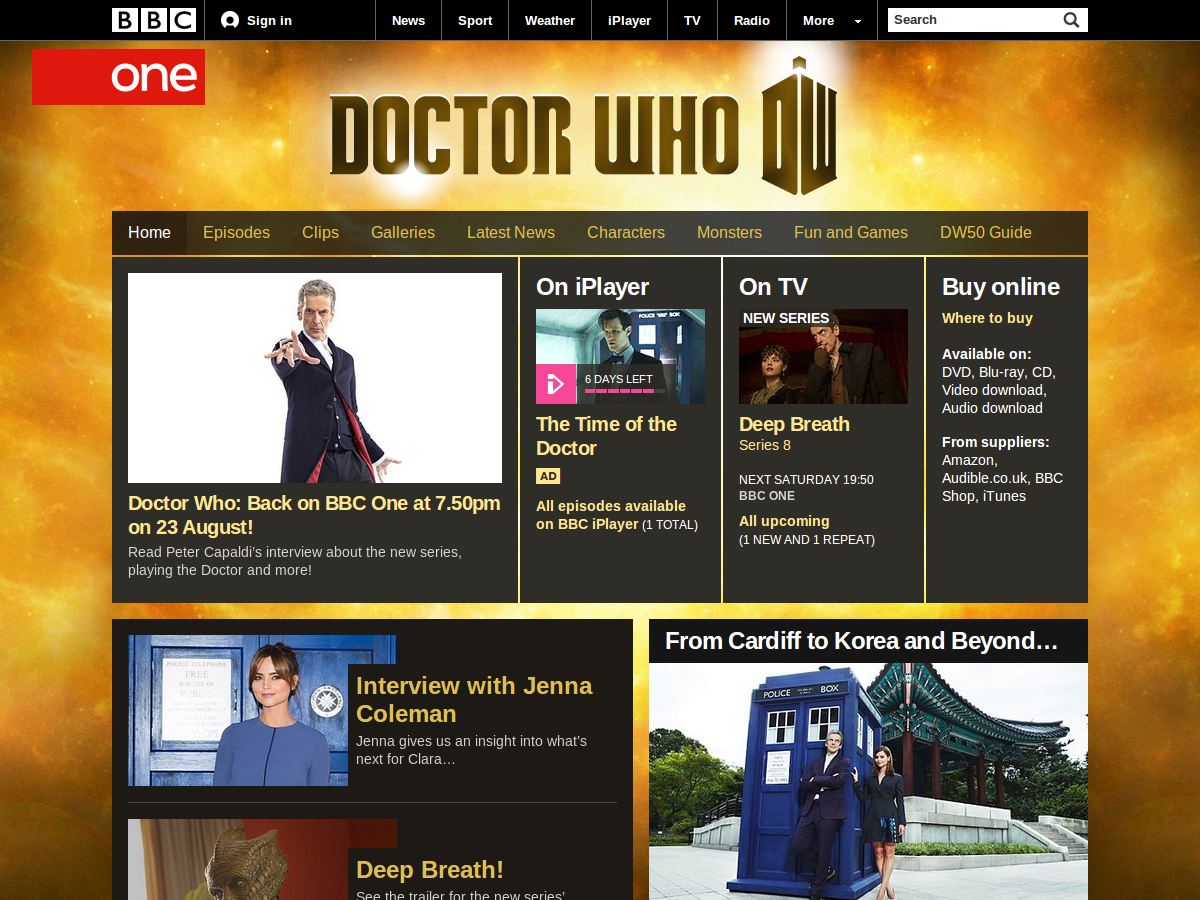 BBC
Sign in
News
Sport
Weather
iPlayer
TV
Radio
More
Search
one
DOCTOR WHO
DW
Home
Episodes
Clips
Galleries
Latest News
Characters
Monsters
Fun and Games
DW50 Guide
Doctor Who: Back on BBC One at 7.50pm
on 23 August!
Read Peter Capaldi’s interview about the new series,
playing the Doctor and more!
On iPlayer
POLICE BOX
6 DAYS LEFT
The Time of the
Doctor
AD
All episodes available
on BBC iPlayer (1 TOTAL)
On TV
NEW SERIES
Deep Breath
Series 8
NEXT SATURDAY 19:50
BBC ONE
All upcoming
(1 NEW AND 1 REPEAT)
Buy online
Where to buy
Available on:
DVD, Blu-ray, CD,
Video download,
Audio download
From suppliers:
Amazon,
Audible.co.uk, BBC
Shop, iTunes
POLICE TELEPHONE
FREE
FOR USE OF
PUBLIC
Interview with Jenna
Coleman
Jenna gives us an insight into what’s
next for Clara…
Deep Breath!
See the trailer for the new series’
From Cardiff to Korea and Beyond…
POLICE BOX